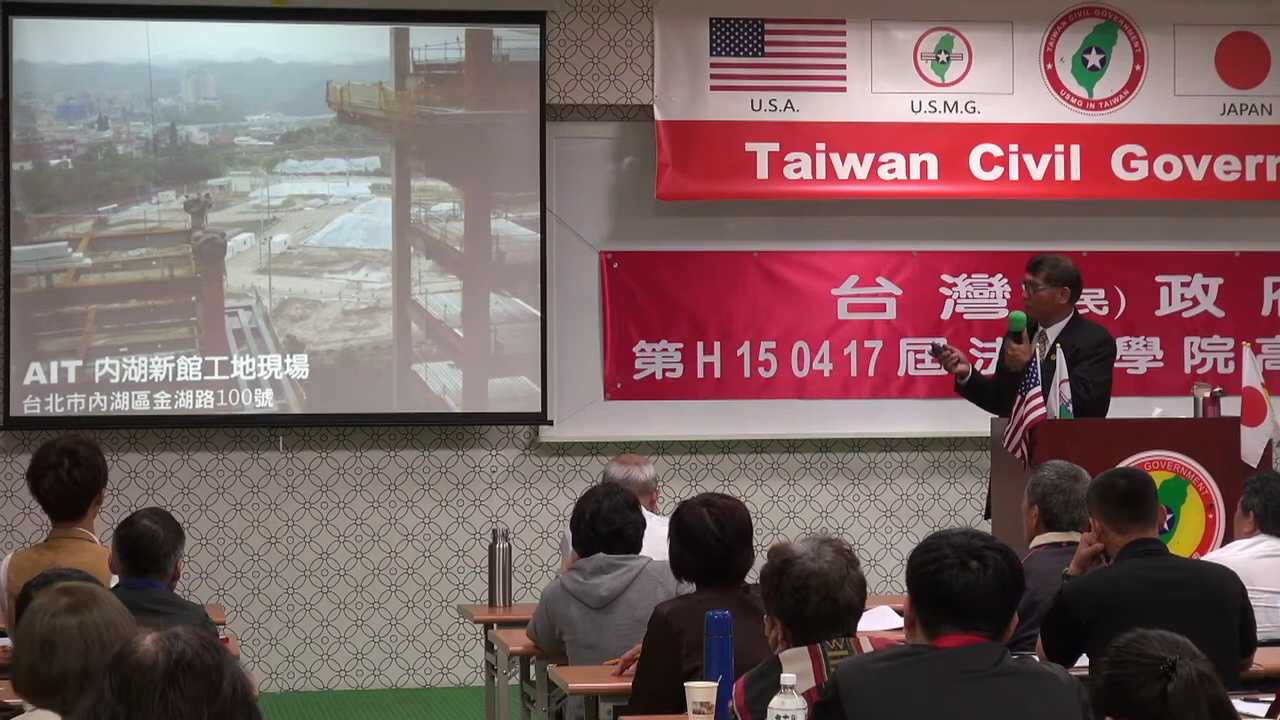 AIT 內湖新館工地現場
台北市內湖區金湖路100號
U.S.A.
U.S.M.G.
TAIWAN CIVIL GOVERNMENT
USMG IN TAIWAN
JAPAN
Taiwan Civil Govern
台灣 民) 政府
第H 15 04 17 屆法 學院高
GOVERNMENT